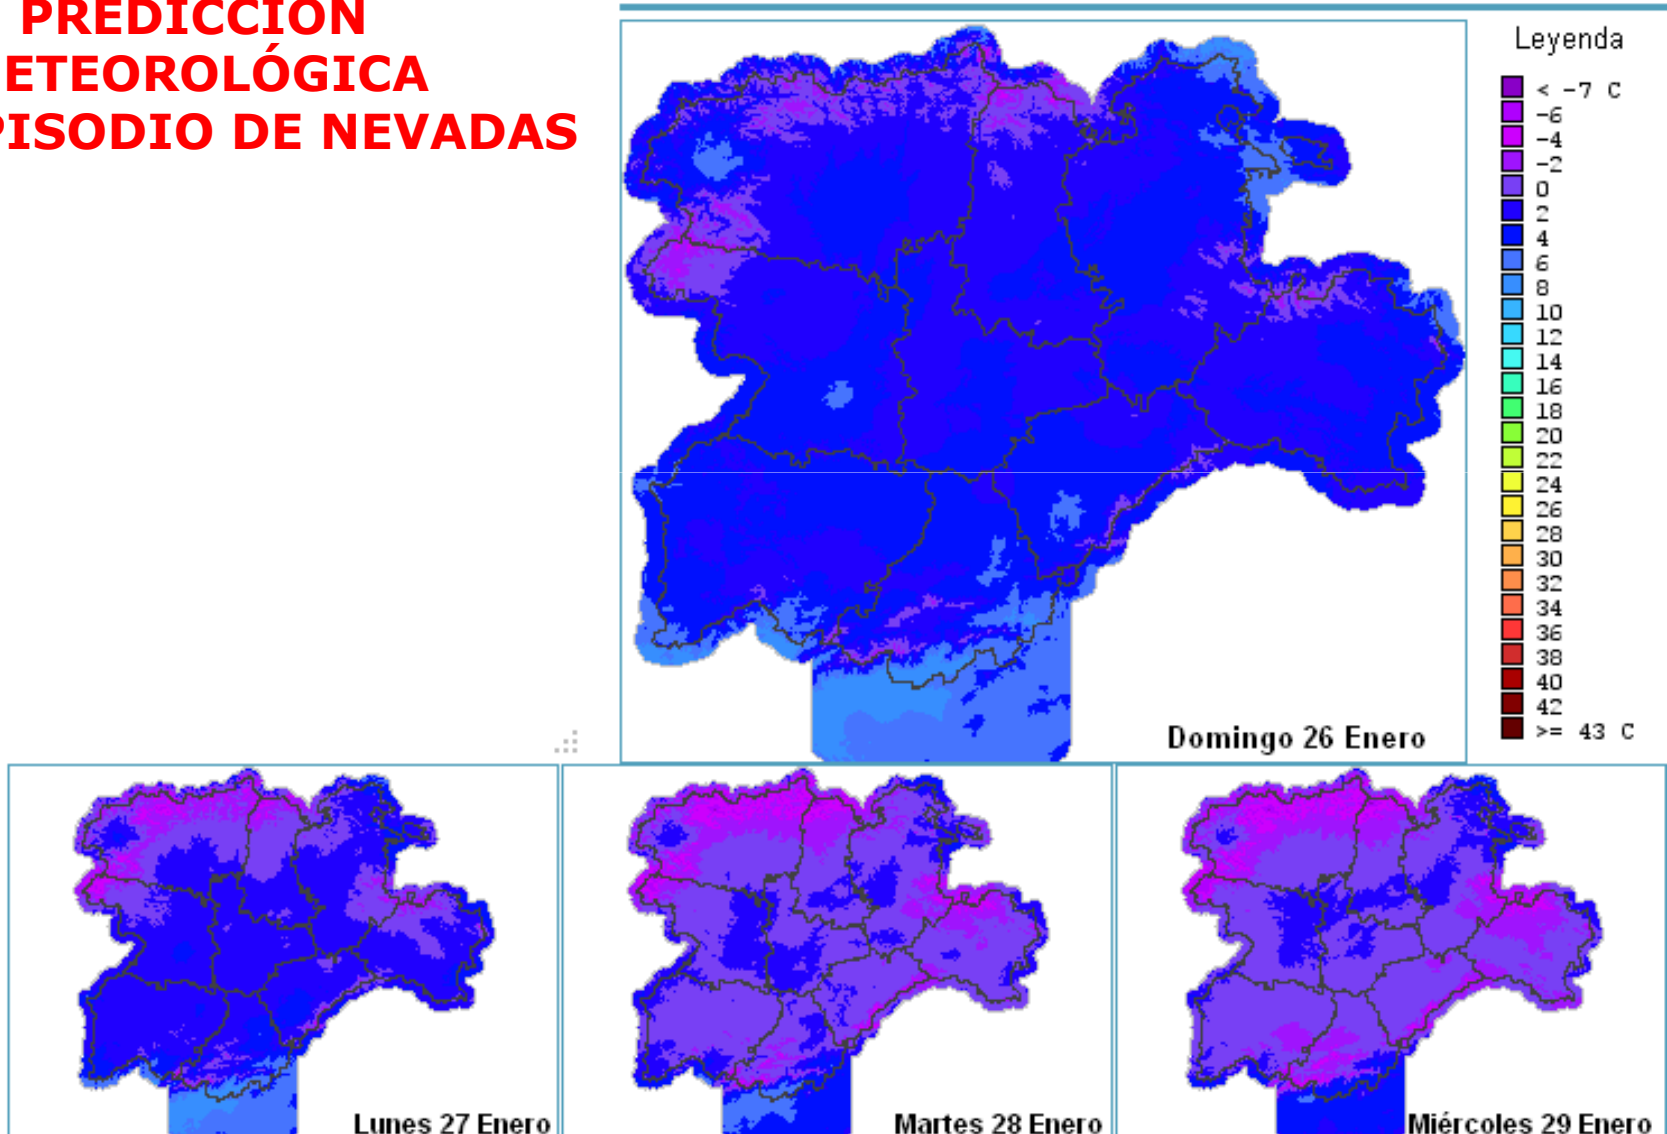 PREDICCIÓN
ETEOROLÓGICA
PISODIO DE NEVADAS
Leyenda
< -7 C
-6
-4
-2
0
2
4
6
8
10
12
14
16
18
20
22
24
26
28
30
32
34
36
38
40
42
>= 43 C
Domingo 26 Enero
Lunes 27 Enero
Martes 28 Enero
Miércoles 29 Enero